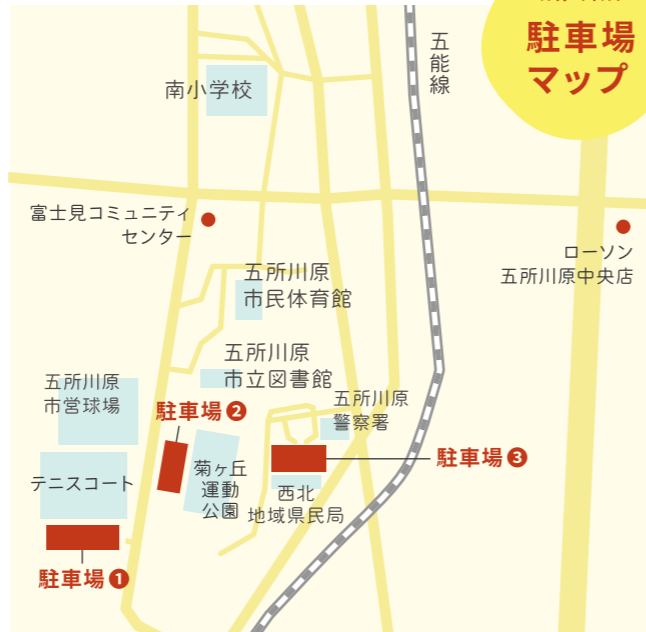 駐車場
マップ
五能線
南小学校
富士見コミュニティ
センター
ローソン
五所川原中央店
五所川原
市民体育館
五所川原
市立図書館
五所川原
市営球場
駐車場❷
五所川原
警察署
駐車場❸
テニスコート
菊ヶ丘
運動
公園
西北
地域県民局
駐車場❶